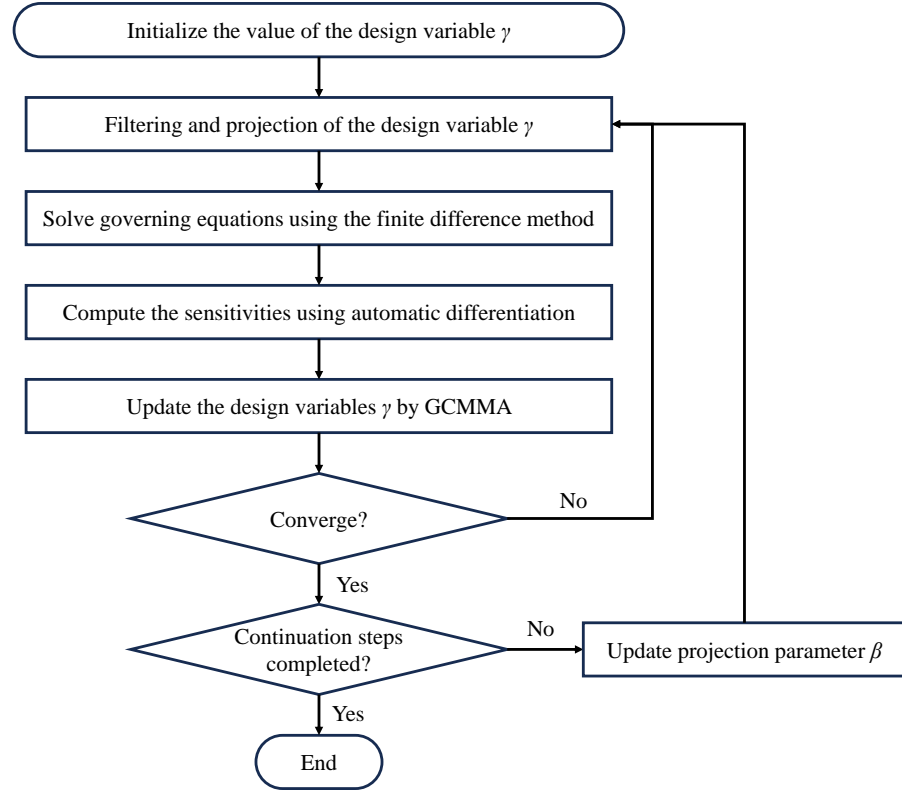 Initialize the value of the design variable γ
Filtering and projection of the design variable γ
Solve governing equations using the finite difference method
Compute the sensitivities using automatic differentiation
Update the design variables γ by GCMMA
Converge?
No
Yes
Continuation steps
completed?
No
Update projection parameter β
Yes
End